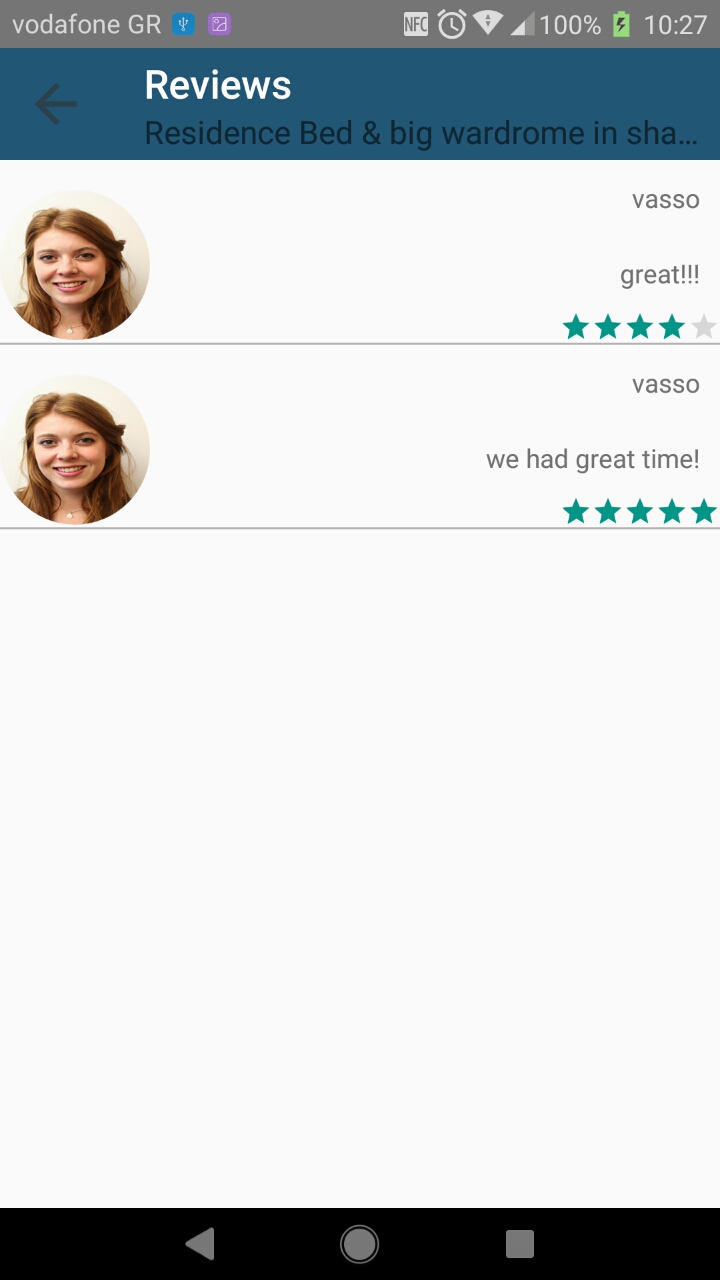 vodafone GR NFC 100% 10:27
Reviews
Residence Bed & big wardrome in sha...
vasso
great!!!
vasso
we had great time!